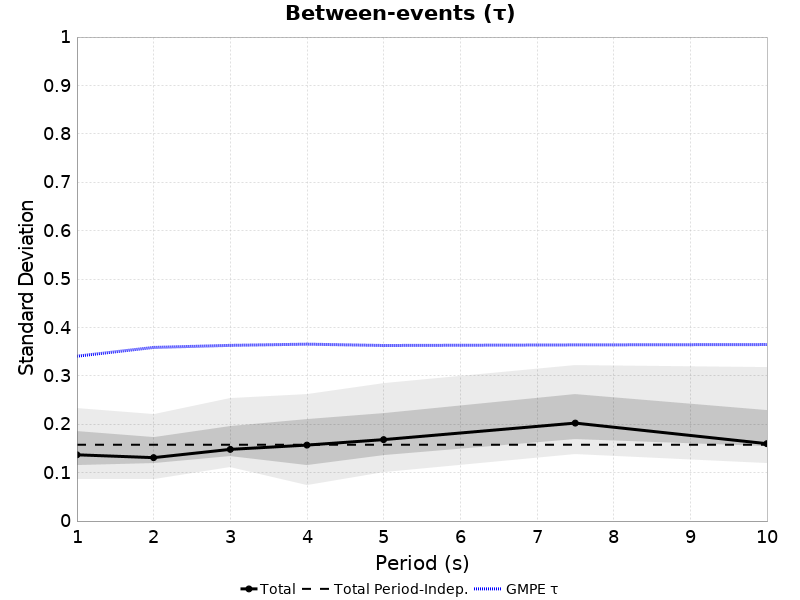 Between-events (τ)
Standard Deviation
1
0.9
0.8
0.7
0.6
0.5
0.4
0.3
0.2
0.1
0
1 2 3 4 5 6 7 8 9 10
Period (s)
Total Total Period-Indep. GMPE τ